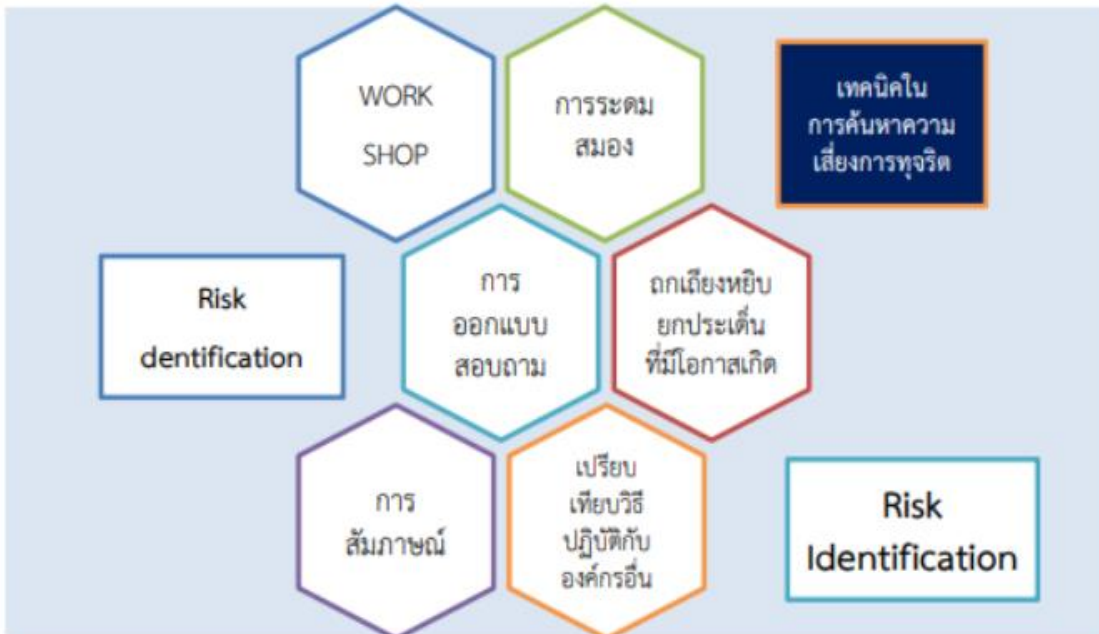 WORK
SHOP
การระดม
สมอง
เทคนิคใน
การค้นหาความ
เสี่ยงการทุจริต
Risk
dentification
การ
ออกแบบ
สอบถาม
ถกเถียงหยิบ
ยกประเด็น
ที่มีโอกาสเกิด
การ
สัมภาษณ์
เปรียบ
เทียบวิธี
ปฏิบัติกับ
องค์กรอื่น
Risk
Identification